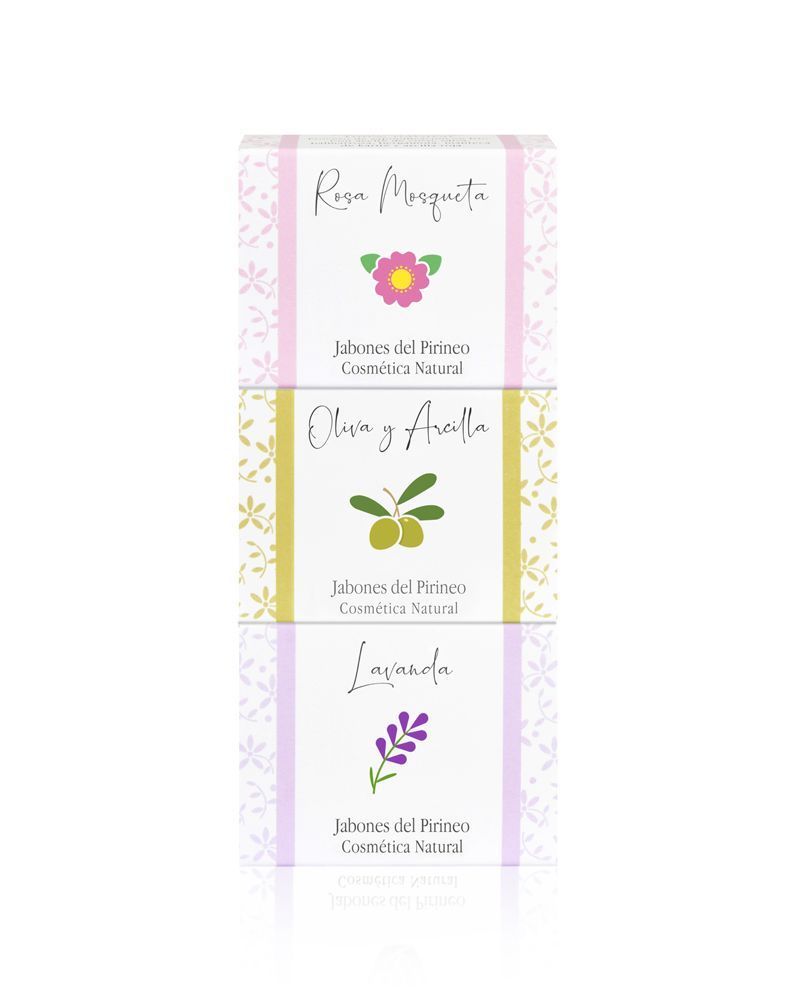 Rosa Mosqueta
Jabones del Pirineo
Cosmética Natural
Oliva y Arcilla
Jabones del Pirineo
Cosmética Natural
Lavanda
Jabones del Pirineo
Cosmética Natural